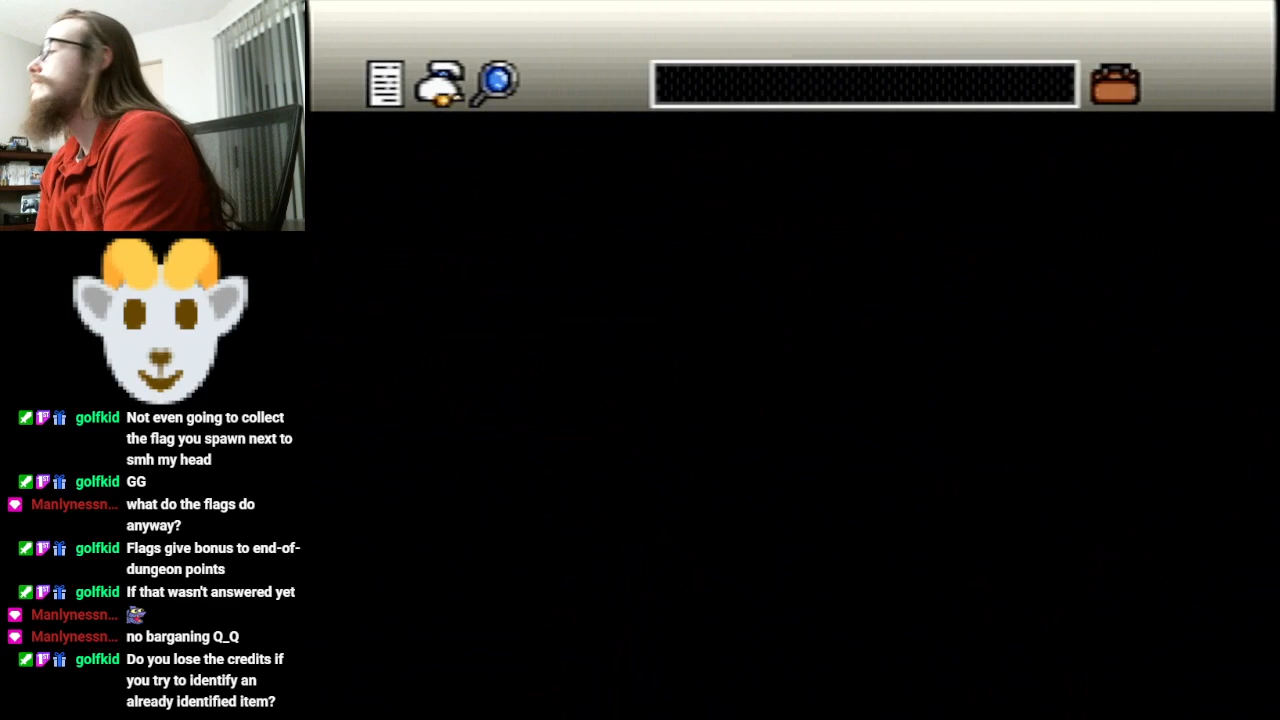 golfkid Not even going to collect
the flag you spawn next to
smh my head
golfkid GG
Manlynessn... what do the flags do
anyway?
golfkid Flags give bonus to end-of-
dungeon points
golfkid If that wasn't answered yet
Manlynessn...
Manlynessn... no barganing Q_Q
golfkid Do you lose the credits if
you try to identify an
already identified item?